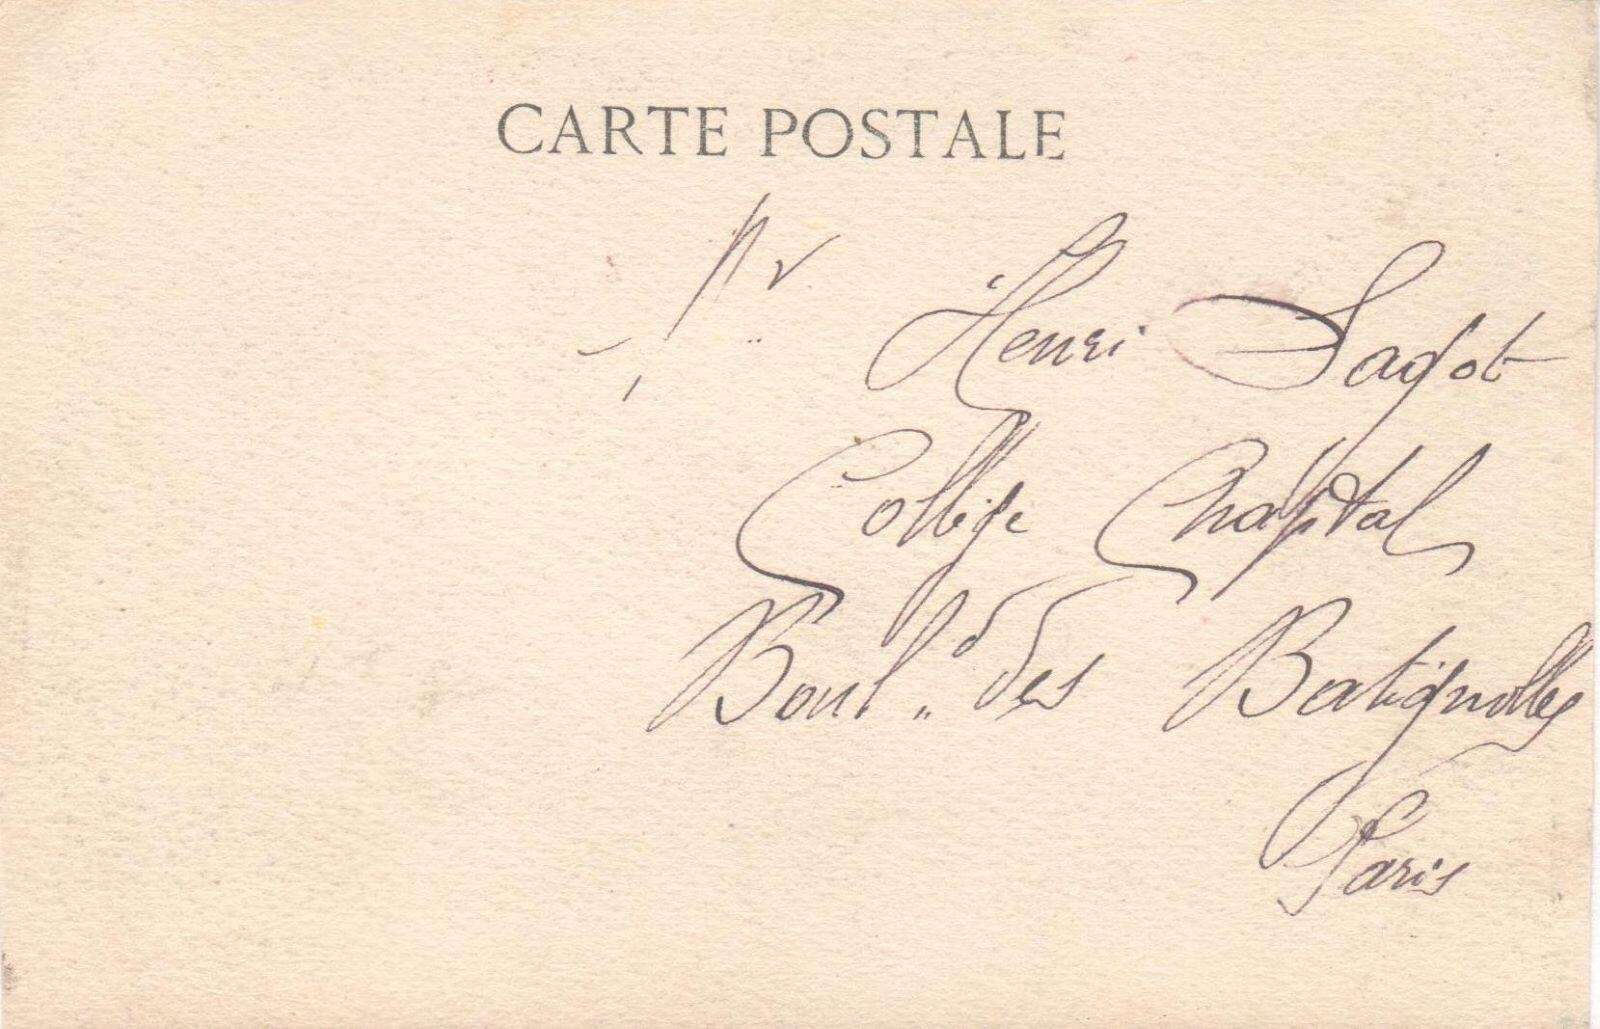 CARTE POSTALE
Mr Henri Sagot
Collège Chaptal
Boul.d des Batignolles
Paris